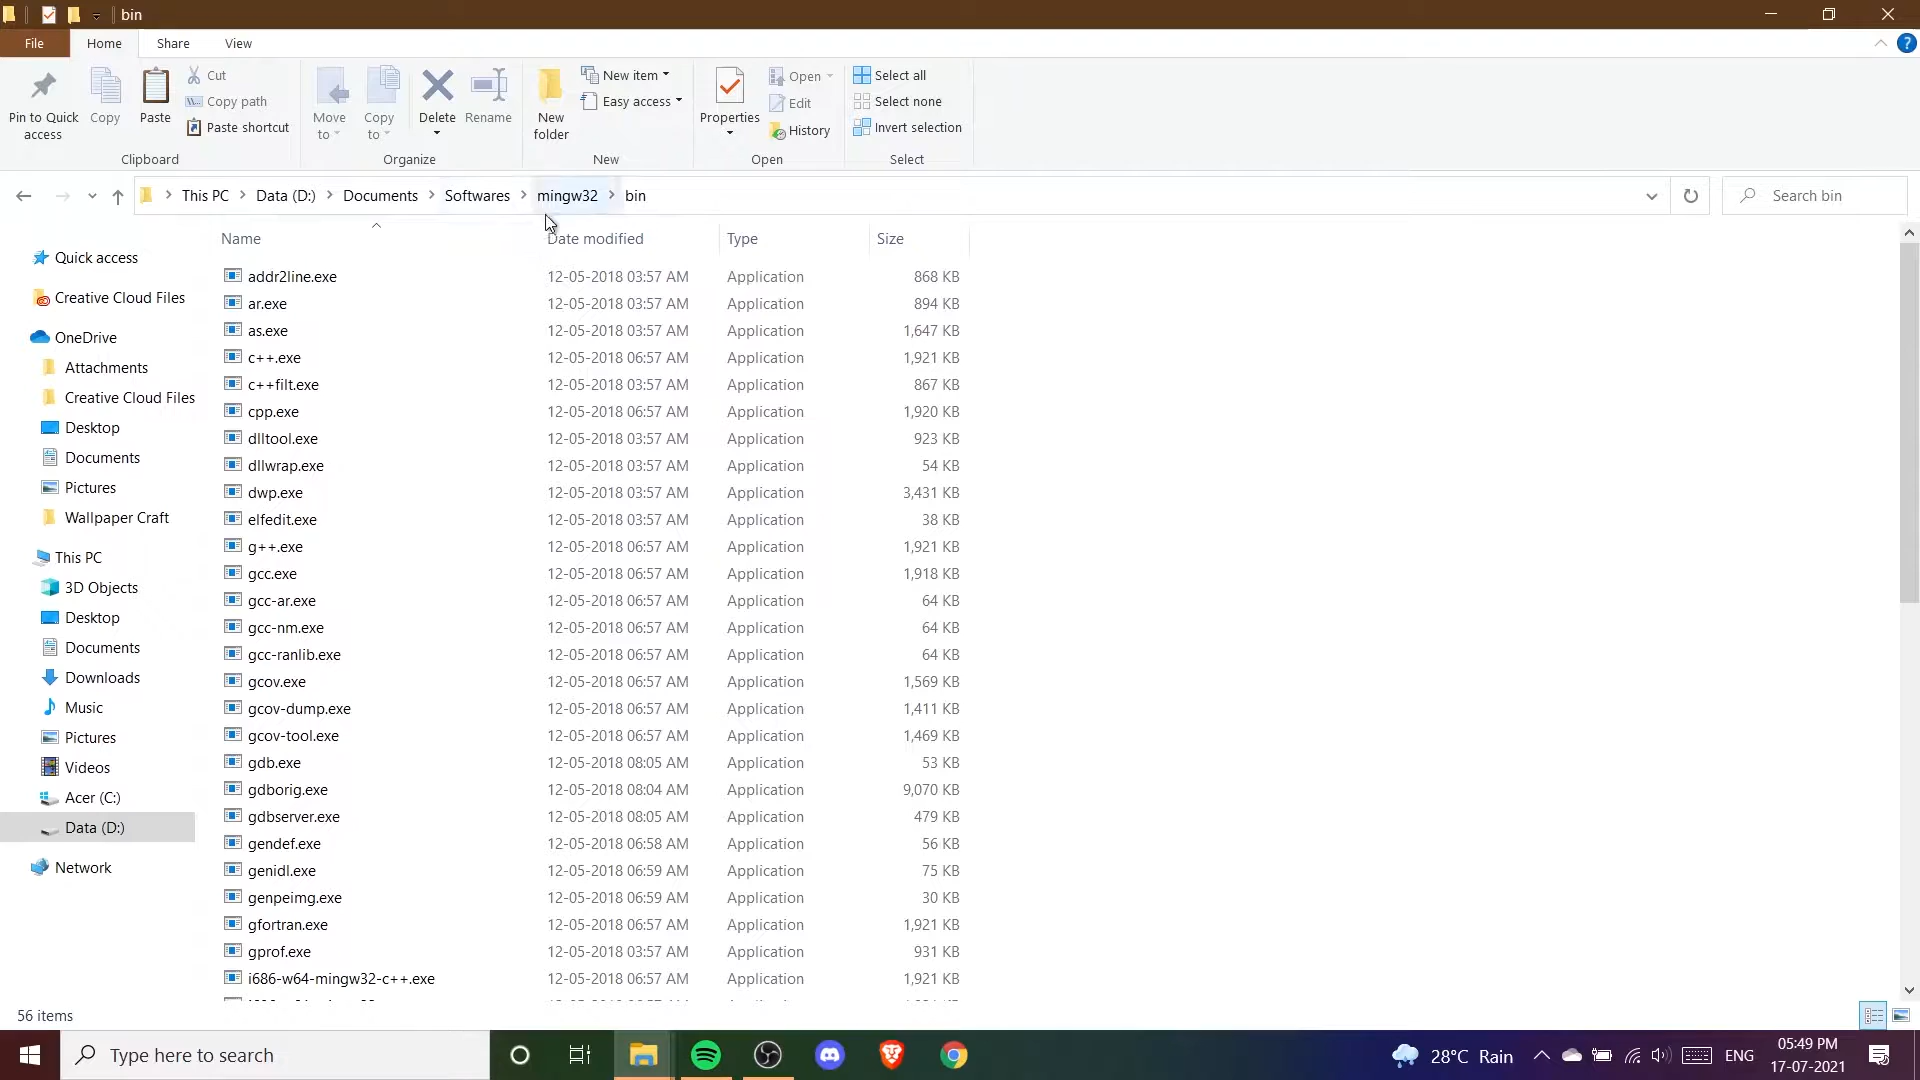 bin
File Home Share View
Pin to Quick access
Copy
Paste
Cut
Copy path
Paste shortcut
Clipboard
Move to
Copy to
Delete
Rename
Organize
New folder
New item
Easy access
New
Properties
Open
Edit
History
Open
Select all
Select none
Invert selection
Select
This PC > Data (D:) > Documents > Softwares > mingw32 > bin
Search bin
Name Date modified Type Size
Quick access
Creative Cloud Files
OneDrive
Attachments
Creative Cloud Files
Desktop
Documents
Pictures
Wallpaper Craft
This PC
3D Objects
Desktop
Documents
Downloads
Music
Pictures
Videos
Acer (C:)
Data (D:)
Network
addr2line.exe 12-05-2018 03:57 AM Application 868 KB
ar.exe 12-05-2018 03:57 AM Application 894 KB
as.exe 12-05-2018 03:57 AM Application 1,647 KB
c++.exe 12-05-2018 06:57 AM Application 1,921 KB
c++filt.exe 12-05-2018 03:57 AM Application 867 KB
cpp.exe 12-05-2018 06:57 AM Application 1,920 KB
dlltool.exe 12-05-2018 03:57 AM Application 923 KB
dllwrap.exe 12-05-2018 03:57 AM Application 54 KB
dwp.exe 12-05-2018 03:57 AM Application 3,431 KB
elfedit.exe 12-05-2018 03:57 AM Application 38 KB
g++.exe 12-05-2018 06:57 AM Application 1,921 KB
gcc.exe 12-05-2018 06:57 AM Application 1,918 KB
gcc-ar.exe 12-05-2018 06:57 AM Application 64 KB
gcc-nm.exe 12-05-2018 06:57 AM Application 64 KB
gcc-ranlib.exe 12-05-2018 06:57 AM Application 64 KB
gcov.exe 12-05-2018 06:57 AM Application 1,569 KB
gcov-dump.exe 12-05-2018 06:57 AM Application 1,411 KB
gcov-tool.exe 12-05-2018 06:57 AM Application 1,469 KB
gdb.exe 12-05-2018 08:05 AM Application 53 KB
gdborig.exe 12-05-2018 08:04 AM Application 9,070 KB
gdbserver.exe 12-05-2018 08:05 AM Application 479 KB
gendef.exe 12-05-2018 06:58 AM Application 56 KB
genidl.exe 12-05-2018 06:59 AM Application 75 KB
genpeimg.exe 12-05-2018 06:59 AM Application 30 KB
gfortran.exe 12-05-2018 06:57 AM Application 1,921 KB
gprof.exe 12-05-2018 03:57 AM Application 931 KB
i686-w64-mingw32-c++.exe 12-05-2018 06:57 AM Application 1,921 KB
56 items
Type here to search
28°C Rain
ENG
05:49 PM
17-07-2021